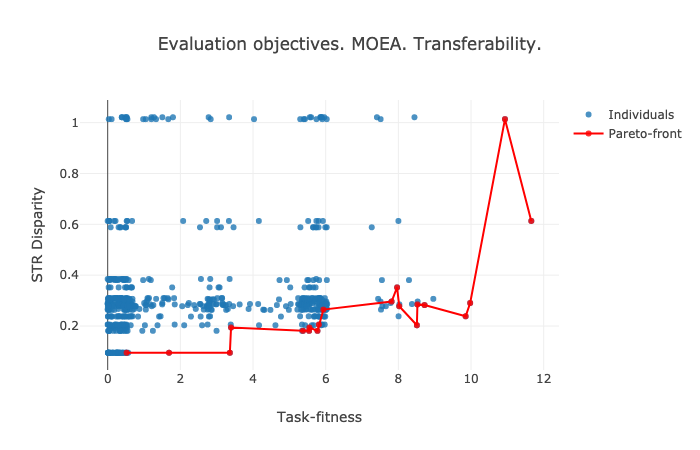 Evaluation objectives. MOEA. Transferability.
Individuals
Pareto-front
STR Disparity
1
0.8
0.6
0.4
0.2
0 2 4 6 8 10 12
Task-fitness